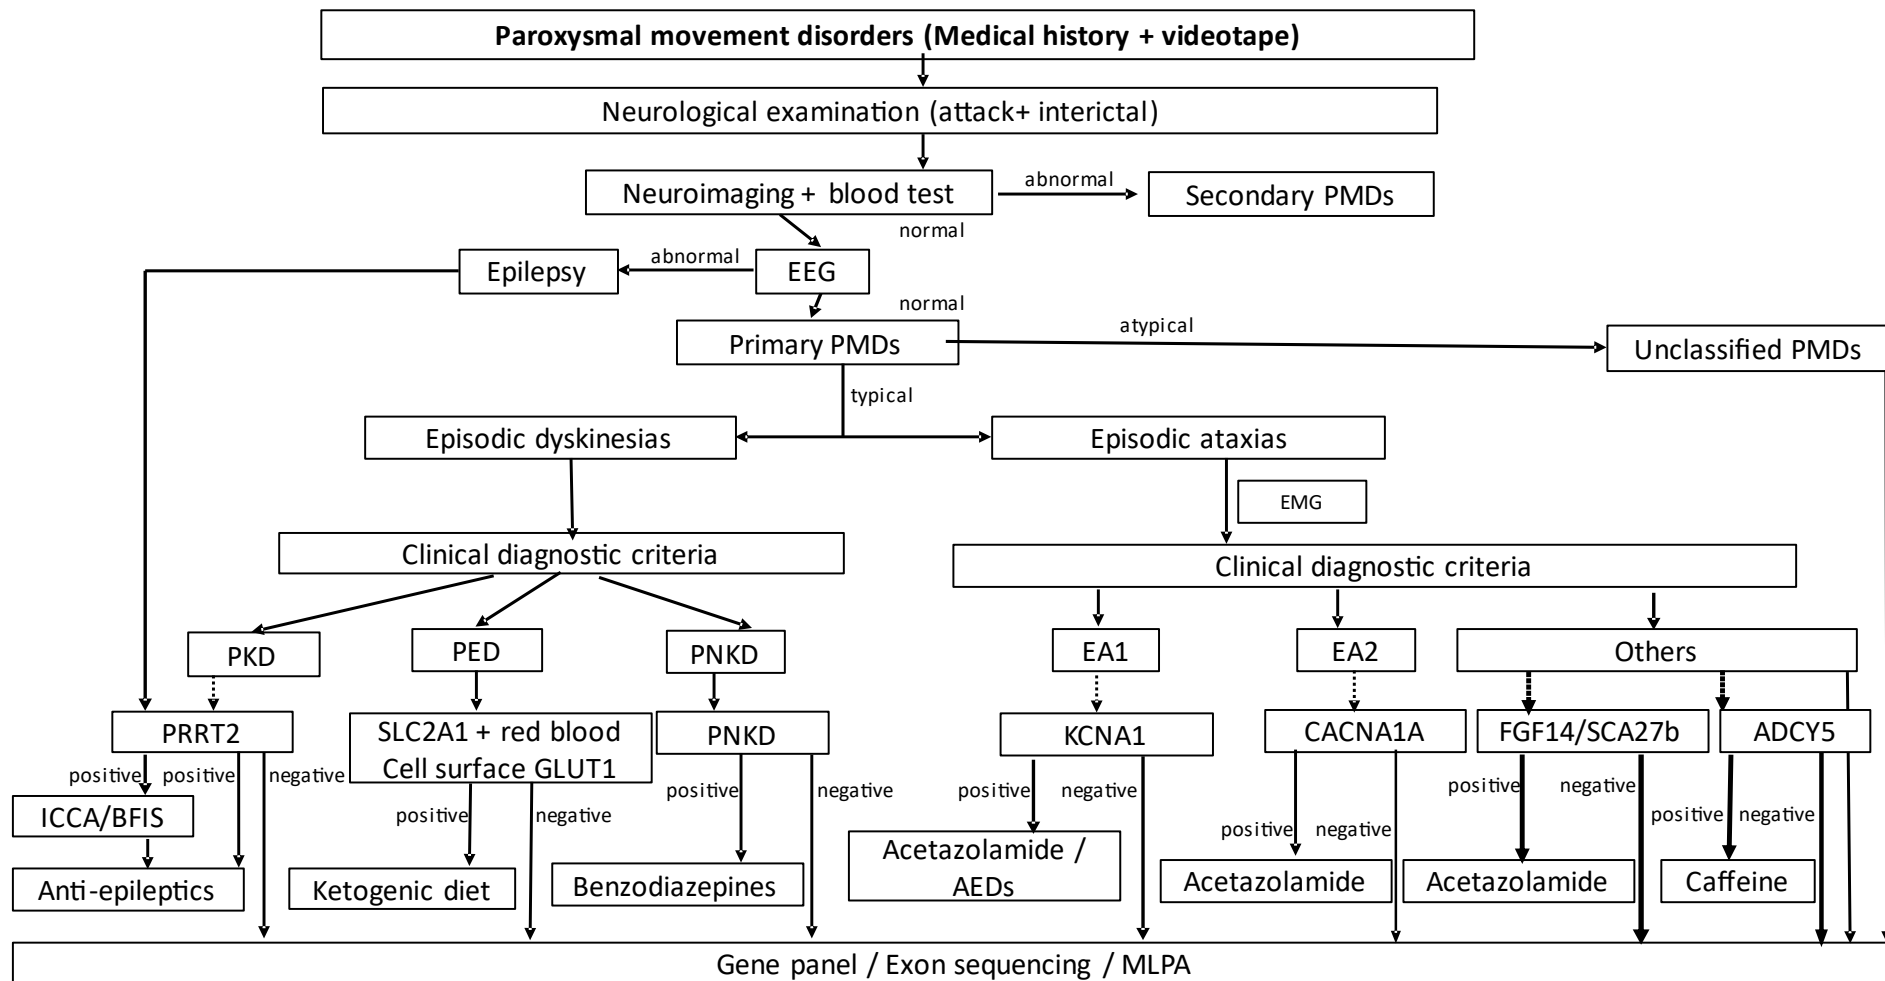 Paroxysmal movement disorders (Medical history + videotape)
Neurological examination (attack+ interictal)
Neuroimaging + blood test
abnormal
Secondary PMDs
normal
Epilepsy
abnormal
EEG
normal
Primary PMDs
atypical
Unclassified PMDs
typical
Episodic dyskinesias
Episodic ataxias
EMG
Clinical diagnostic criteria
Clinical diagnostic criteria
PKD
PED
PNKD
EA1
EA2
Others
PRRT2
SLC2A1 + red blood
Cell surface GLUT1
PNKD
KCNA1
CACNA1A
FGF14/SCA27b
ADCY5
positive
positive
negative
positive
negative
positive
negative
positive
negative
positive
negative
positive
negative
positive
negative
ICCA/BFIS
Anti-epileptics
Ketogenic diet
Benzodiazepines
Acetazolamide /
AEDs
Acetazolamide
Acetazolamide
Caffeine
Gene panel / Exon sequencing / MLPA